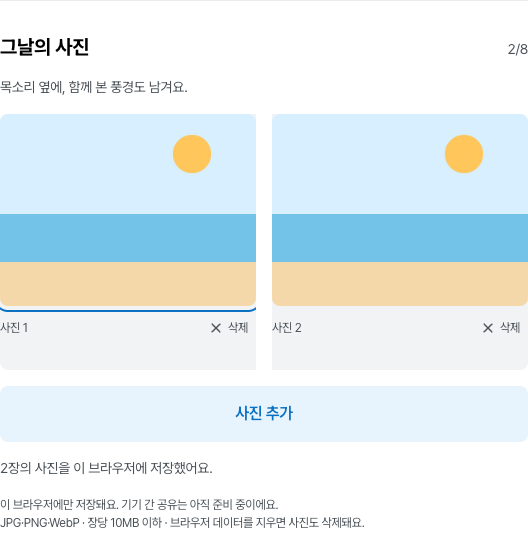 그날의 사진
2/8
목소리 옆에, 함께 본 풍경도 남겨요.
사진 1
삭제
사진 2
삭제
사진 추가
2장의 사진을 이 브라우저에 저장했어요.
이 브라우저에만 저장돼요. 기기 간 공유는 아직 준비 중이에요.
JPG·PNG·WebP · 장당 10MB 이하 · 브라우저 데이터를 지우면 사진도 삭제돼요.